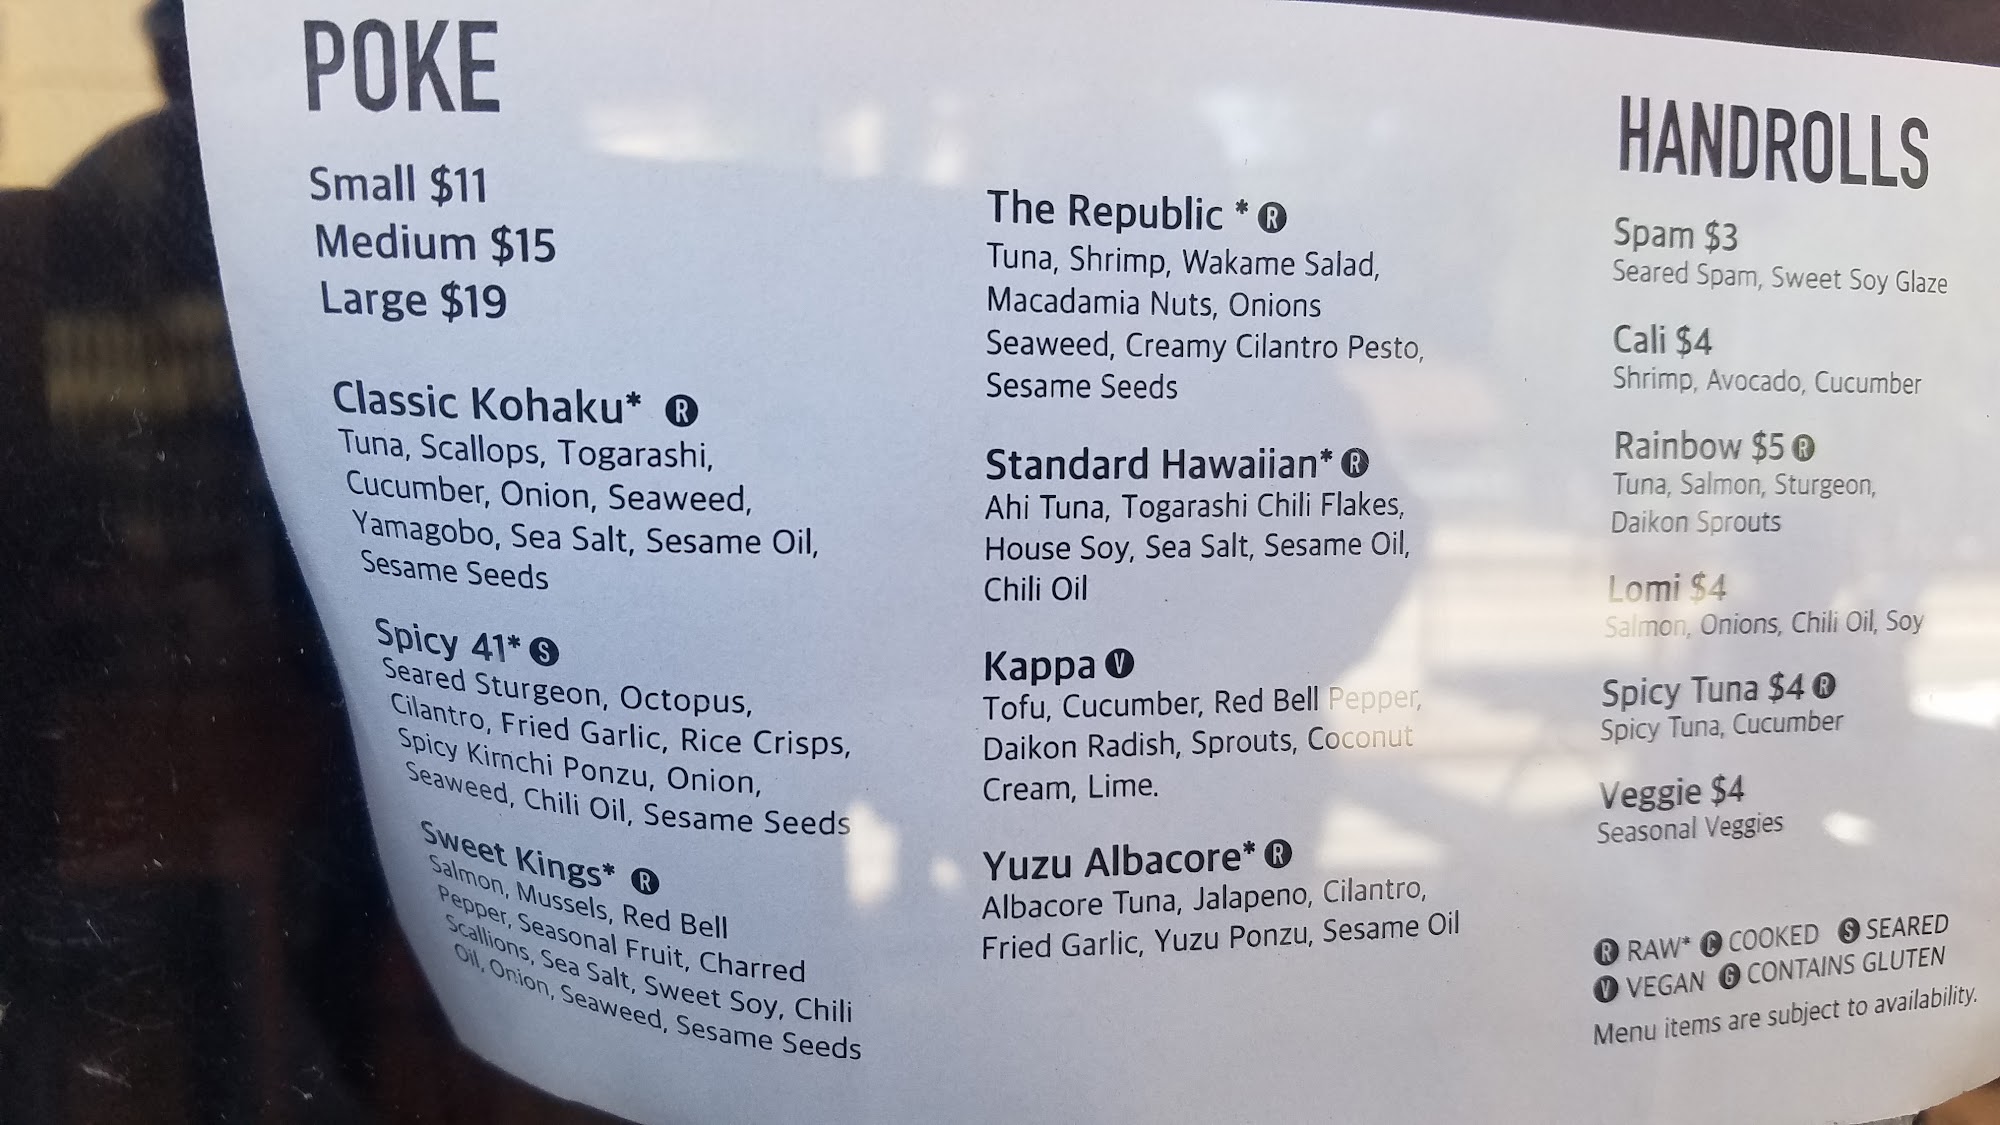 POKE
Small $11
Medium $15
Large $19
Classic Kohaku* R
Tuna, Scallops, Togarashi,
Cucumber, Onion, Seaweed,
Yamagobo, Sea Salt, Sesame Oil,
Sesame Seeds
Spicy 41* S
Seared Sturgeon, Octopus,
Cilantro, Fried Garlic, Rice Crisps,
Spicy Kimchi Ponzu, Onion,
Seaweed, Chili Oil, Sesame Seeds
Sweet Kings* R
Salmon, Mussels, Red Bell
Pepper, Seasonal Fruit, Charred
Scallions, Sea Salt, Sweet Soy, Chili
Oil, Onion, Seaweed, Sesame Seeds
The Republic * R
Tuna, Shrimp, Wakame Salad,
Macadamia Nuts, Onions
Seaweed, Creamy Cilantro Pesto,
Sesame Seeds
Standard Hawaiian* R
Ahi Tuna, Togarashi Chili Flakes,
House Soy, Sea Salt, Sesame Oil,
Chili Oil
Kappa V
Tofu, Cucumber, Red Bell Pepper,
Daikon Radish, Sprouts, Coconut
Cream, Lime.
Yuzu Albacore* R
Albacore Tuna, Jalapeno, Cilantro,
Fried Garlic, Yuzu Ponzu, Sesame Oil
HANDROLLS
Spam $3
Seared Spam, Sweet Soy Glaze
Cali $4
Shrimp, Avocado, Cucumber
Rainbow $5 R
Tuna, Salmon, Sturgeon,
Daikon Sprouts
Lomi $4
Salmon, Onions, Chili Oil, Soy
Spicy Tuna $4 R
Spicy Tuna, Cucumber
Veggie $4
Seasonal Veggies
R RAW* C COOKED S SEARED
V VEGAN G CONTAINS GLUTEN
Menu items are subject to availability.